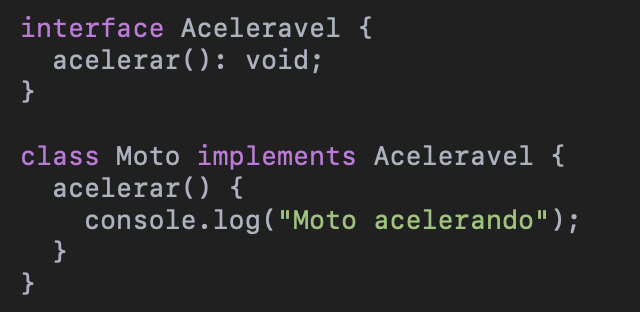 interface Aceleravel {
  acelerar(): void;
}

class Moto implements Aceleravel {
  acelerar() {
    console.log("Moto acelerando");
  }
}